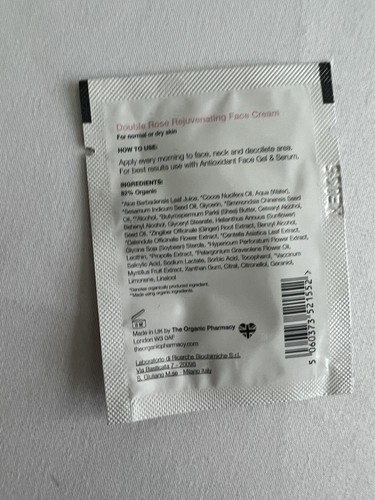 Double Rose Rejuvenating Face Cream
For normal or dry skin
HOW TO USE:
Apply every morning to face, neck and decollete area.
For best results use with Antioxidant Face Gel & Serum.
INGREDIENTS:
82% Organic
*Aloe Barbadensis Leaf Juice, *Cocos Nucifera Oil, Aqua (Water),
*Sesamum Indicum Seed Oil, Glycerin, *Simmondsia Chinensis Seed
Oil, **Alcohol, *Butyrospermum Parkii (Shea) Butter, Cetearyl Alcohol,
Behenyl Alcohol, Glyceryl Stearate, Helianthus Annuus (Sunflower)
Seed Oil, *Zingiber Officinale (Ginger) Root Extract, Benzyl Alcohol,
*Calendula Officinalis Flower Extract, *Centella Asiatica Leaf Extract,
Glycine Soja (Soybean) Sterols, *Hypericum Perforatum Flower Extract,
Lecithin, *Propolis Extract, *Pelargonium Graveolens Flower Oil,
Salicylic Acid, Sodium Lactate, Sorbic Acid, Tocopherol, *Vaccinium
Myrtillus Fruit Extract, Xanthan Gum, Citral, Citronellol, Geraniol,
Limonene, Linalool
*Denotes organically produced ingredient.
**Made using organic ingredients.
Made in UK by The Organic Pharmacy
London W3 0AF
theorganicpharmacy.com
Laboratorio di Ricerche Biochimiche S.r.l.
Via Basilicata 7 - 20098
S. Giuliano M.se - Milano Italy
5 060373 521552 >